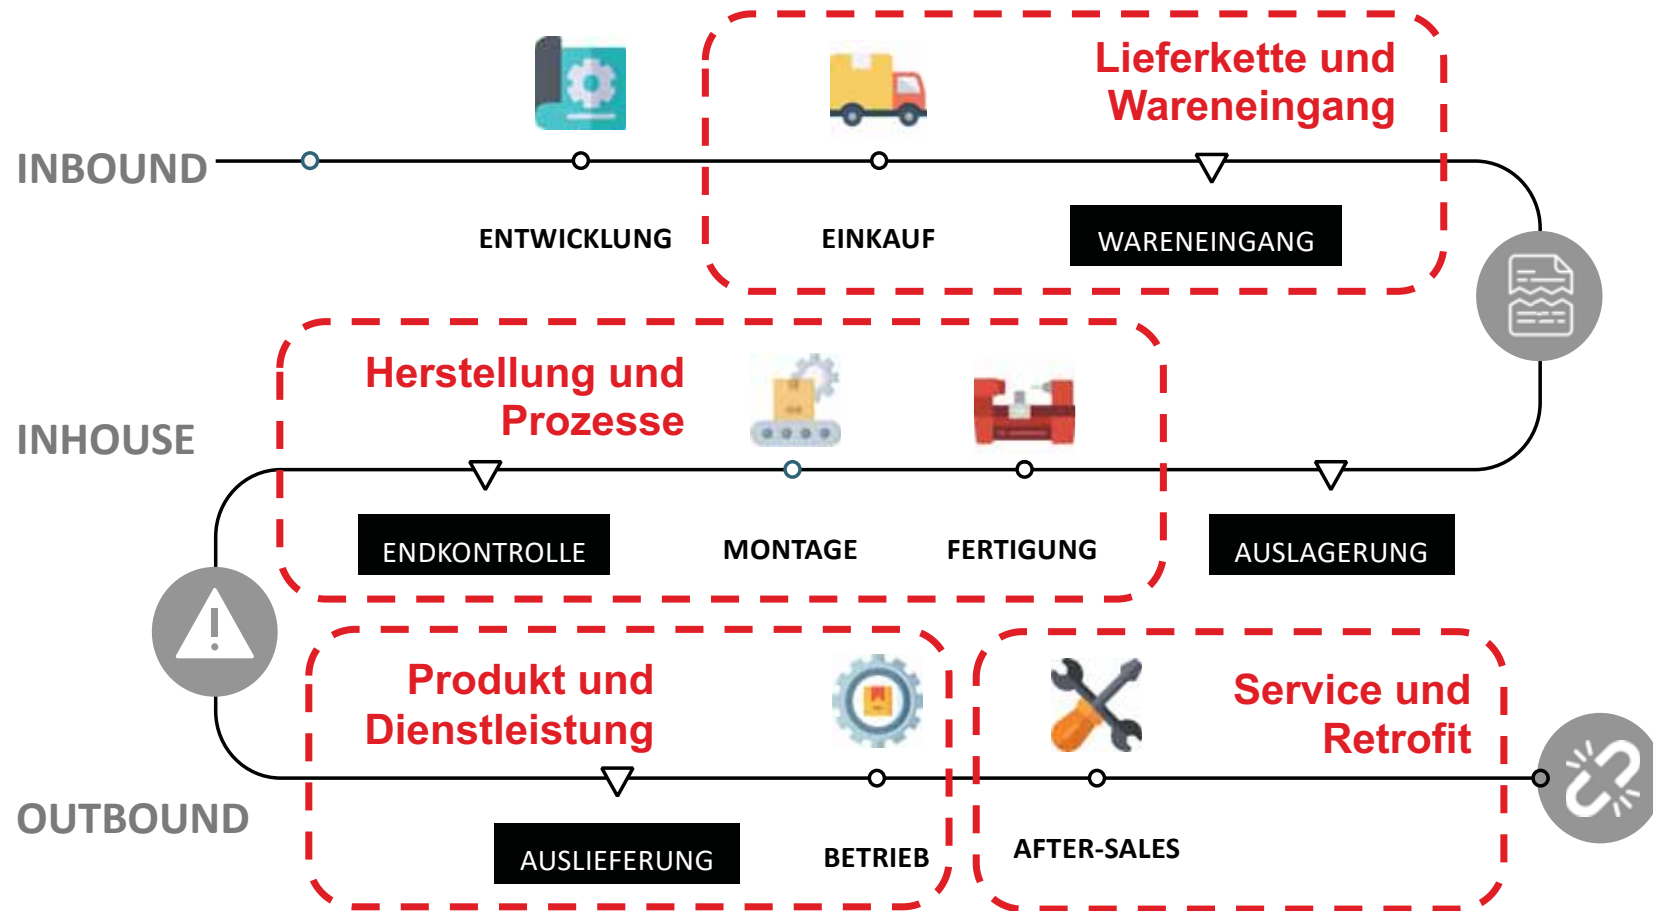 Lieferkette und
Wareneingang
INBOUND
ENTWICKLUNG
EINKAUF
WARENEINGANG
Herstellung und
Prozesse
INHOUSE
ENDKONTROLLE
MONTAGE
FERTIGUNG
AUSLAGERUNG
Produkt und
Dienstleistung
Service und
Retrofit
OUTBOUND
AUSLIEFERUNG
BETRIEB
AFTER-SALES